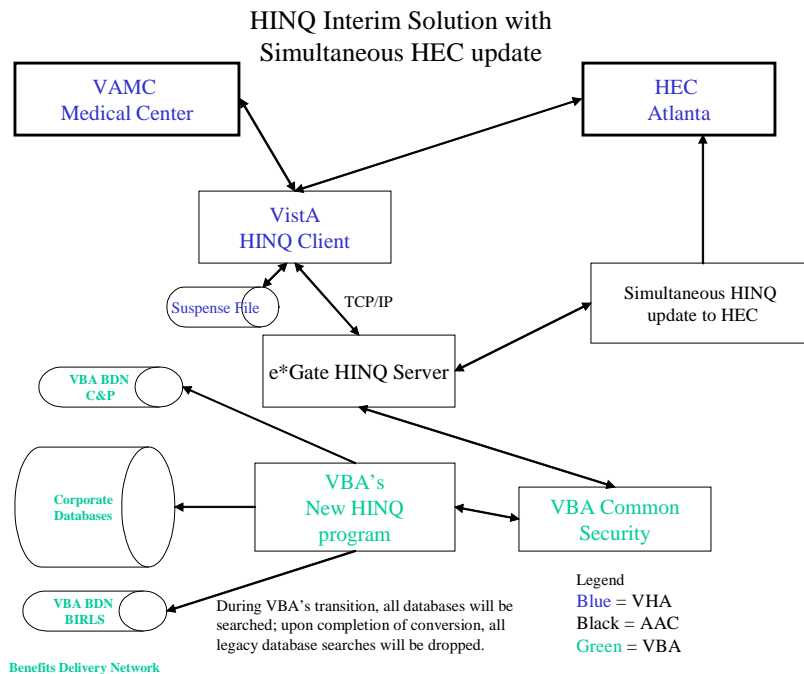 HINQ Interim Solution with
Simultaneous HEC update
VAMC
Medical Center
HEC
Atlanta
VistA
HINQ Client
Suspense File
TCP/IP
Simultaneous HINQ
update to HEC
e*Gate HINQ Server
VBA BDN
C&P
Corporate
Databases
VBA's
New HINQ
program
VBA Common
Security
VBA BDN
BIRLS
During VBA's transition, all databases will be
searched; upon completion of conversion, all
legacy database searches will be dropped.
Legend
Blue = VHA
Black = AAC
Green = VBA
Benefits Delivery Network